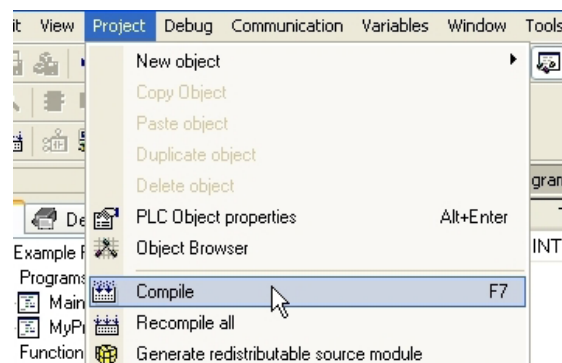 it View Project Debug Communication Variables Window Tools
New object
Copy Object
Paste object
Duplicate object
Delete object
PLC Object properties Alt+Enter
Object Browser
Compile F7
Recompile all
Generate redistributable source module
De
Example
Programs
Main
MyPr
Function
gran
INT